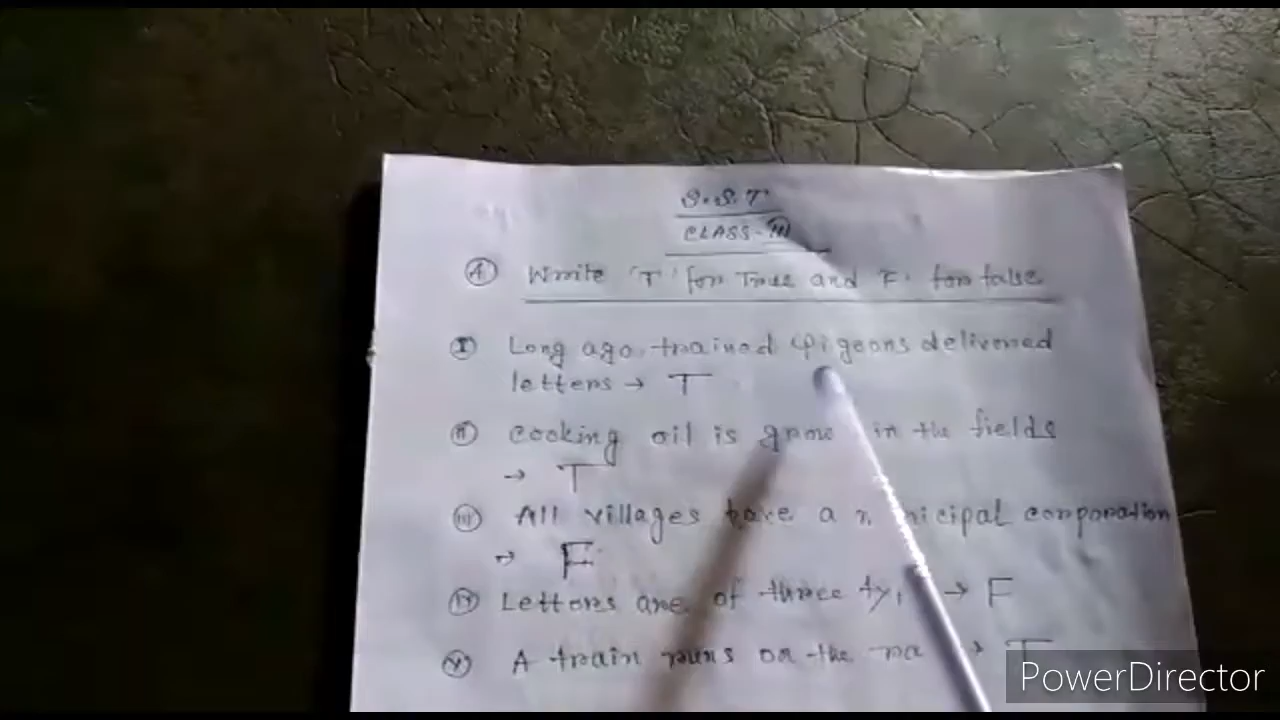 S.S.T
CLASS-III
(A) Write 'T' for True and F' for false
(I) Long ago. trained pigeons delivered
letters → T
(II) Cooking oil is grow in the fields
→ T
(III) All villages have a corporation
→ F
(IV) Letters are of three → F
(V) A train runs on the → T
PowerDirector